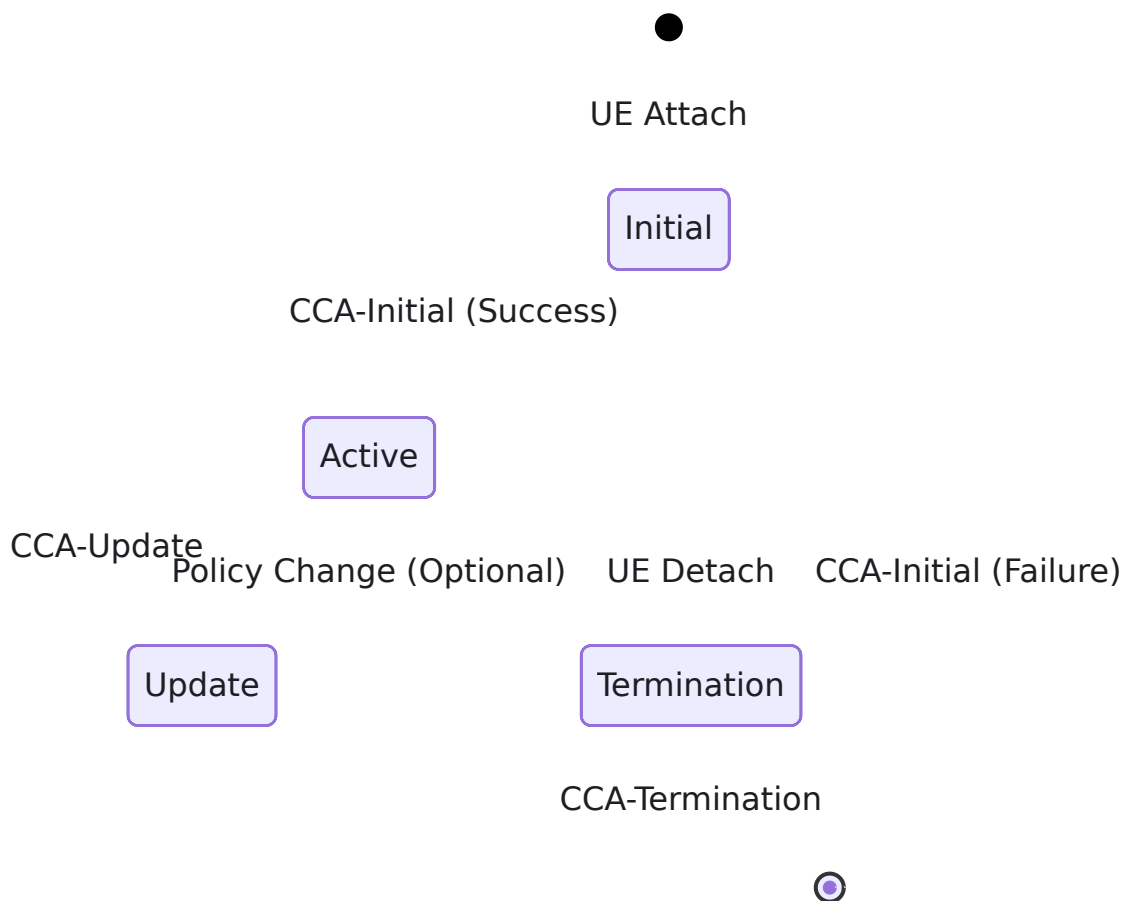 UE Attach
Initial
CCA-Initial (Success)
Active
CCA-Update
Policy Change (Optional)
UE Detach
CCA-Initial (Failure)
Update
Termination
CCA-Termination